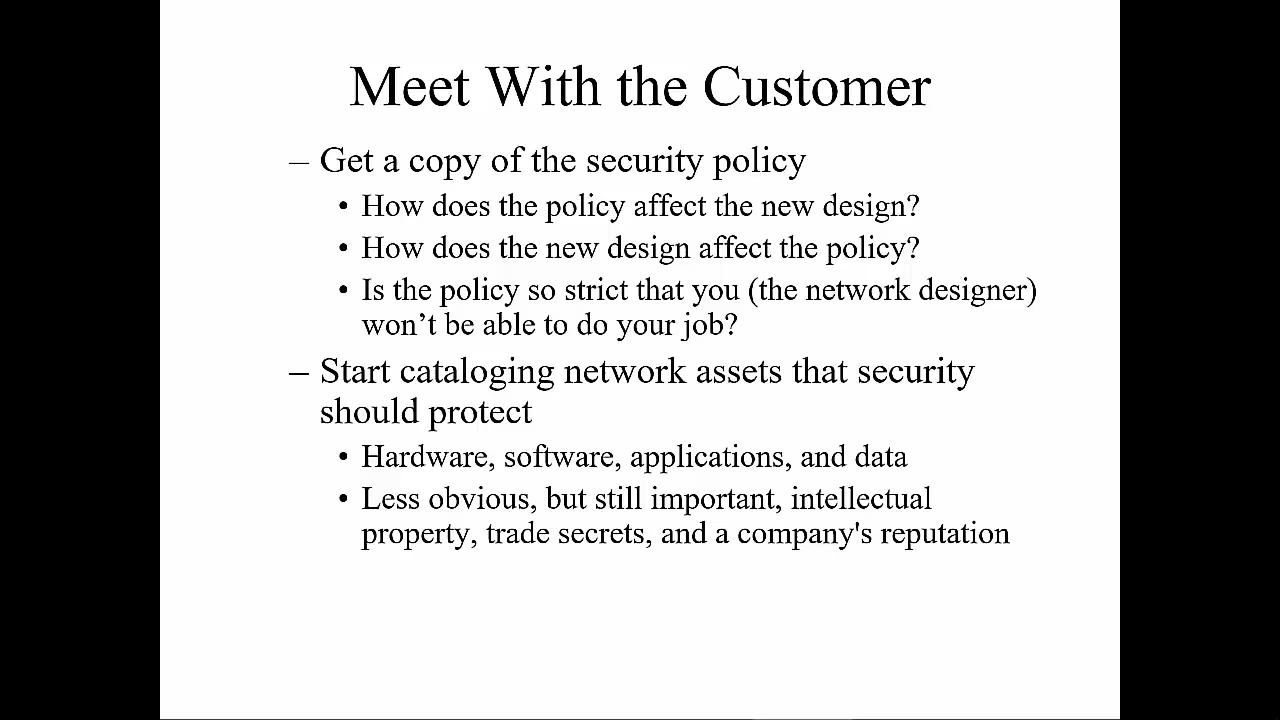 Meet With the Customer
– Get a copy of the security policy
• How does the policy affect the new design?
• How does the new design affect the policy?
• Is the policy so strict that you (the network designer)
won’t be able to do your job?
– Start cataloging network assets that security
should protect
• Hardware, software, applications, and data
• Less obvious, but still important, intellectual
property, trade secrets, and a company's reputation